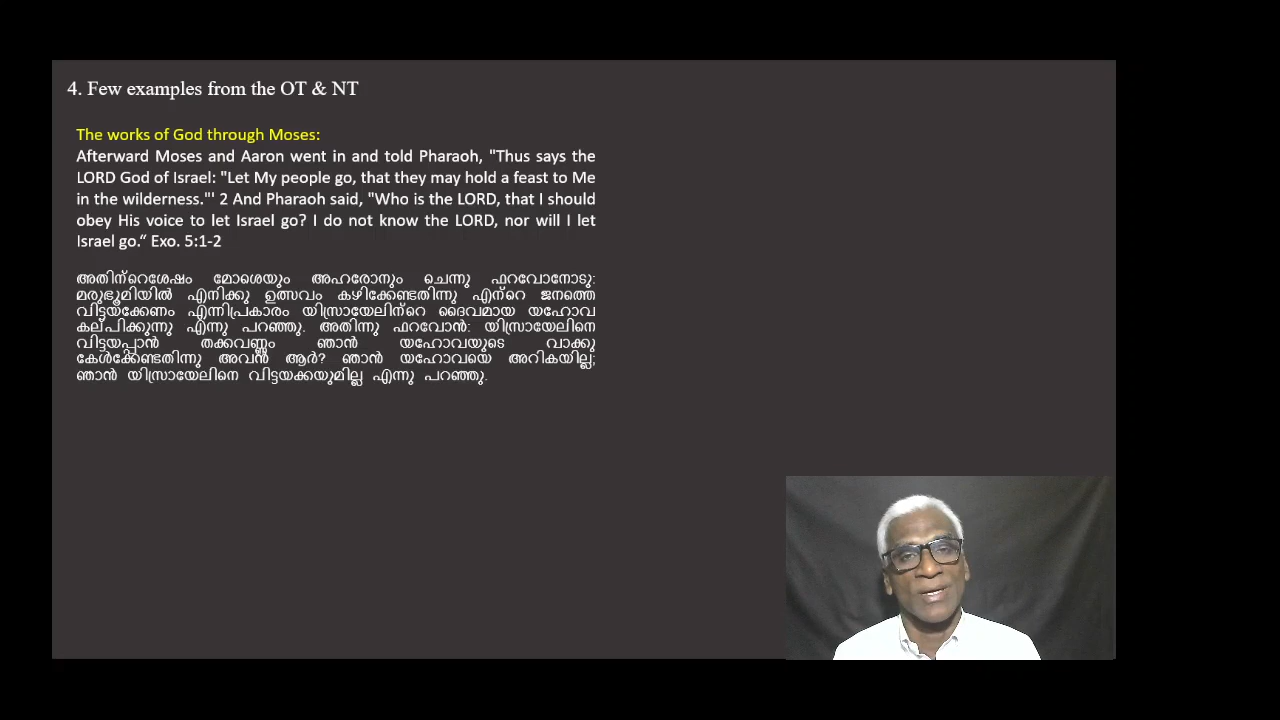 4. Few examples from the OT & NT
The works of God through Moses:
Afterward Moses and Aaron went in and told Pharaoh, "Thus says the
LORD God of Israel: "Let My people go, that they may hold a feast to Me
in the wilderness."' 2 And Pharaoh said, "Who is the LORD, that I should
obey His voice to let Israel go? I do not know the LORD, nor will I let
Israel go.“ Exo. 5:1-2
അതിന്റെശേഷം മോശെയും അഹരോനും ചെന്നു ഫറവോനോടു:
മരുഭൂമിയിൽ എനിക്കു ഉത്സവം കഴിക്കേണ്ടതിന്നു എന്റെ ജനത്തെ
വിട്ടയക്കേണം എന്നിപ്രകാരം യിസ്രായേലിന്റെ ദൈവമായ യഹോവ
കല്പിക്കുന്നു എന്നു പറഞ്ഞു. അതിന്നു ഫറവോൻ: യിസ്രായേലിനെ
വിട്ടയപ്പാൻ തക്കവണ്ണം ഞാൻ യഹോവയുടെ വാക്കു
കേൾക്കേണ്ടതിന്നു അവൻ ആർ? ഞാൻ യഹോവയെ അറികയില്ല;
ഞാൻ യിസ്രായേലിനെ വിട്ടയക്കയുമില്ല എന്നു പറഞ്ഞു.